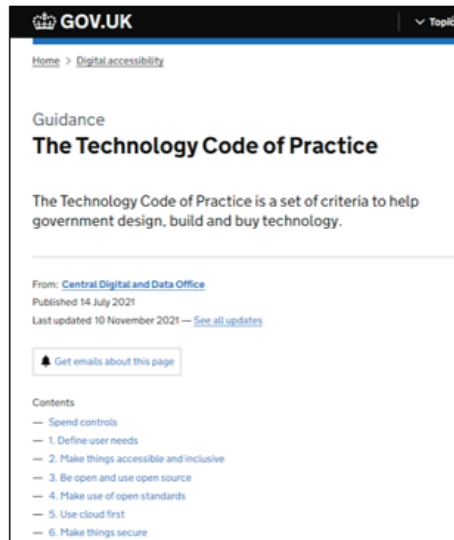 GOV.UK
Home > Digital accessibility
Guidance
The Technology Code of Practice
The Technology Code of Practice is a set of criteria to help
government design, build and buy technology.
From: Central Digital and Data Office
Published 14 July 2021
Last updated 10 November 2021 — See all updates
Get emails about this page
Contents
— Spend controls
— 1. Define user needs
— 2. Make things accessible and inclusive
— 3. Be open and use open source
— 4. Make use of open standards
— 5. Use cloud first
— 6. Make things secure